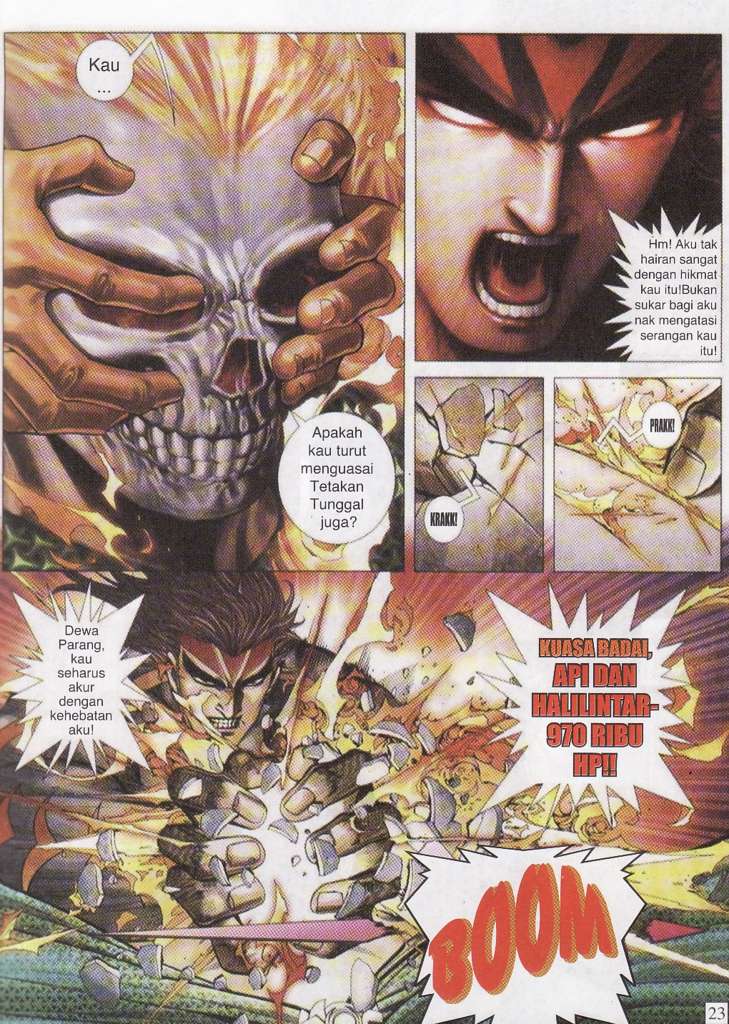 Kau
...
Apakah
kau turut
menguasai
Tetakan
Tunggal
juga?
Hm! Aku tak
hairan sangat
dengan hikmat
kau itu!Bukan
sukar bagi aku
nak mengatasi
serangan kau
itu!
KRAKK!
PRAKK!
Dewa
Parang,
kau
seharus
akur
dengan
kehebatan
aku!
KUASA BADAI,
API DAN
HALILINTAR-
970 RIBU
HP!!
BOOM
23